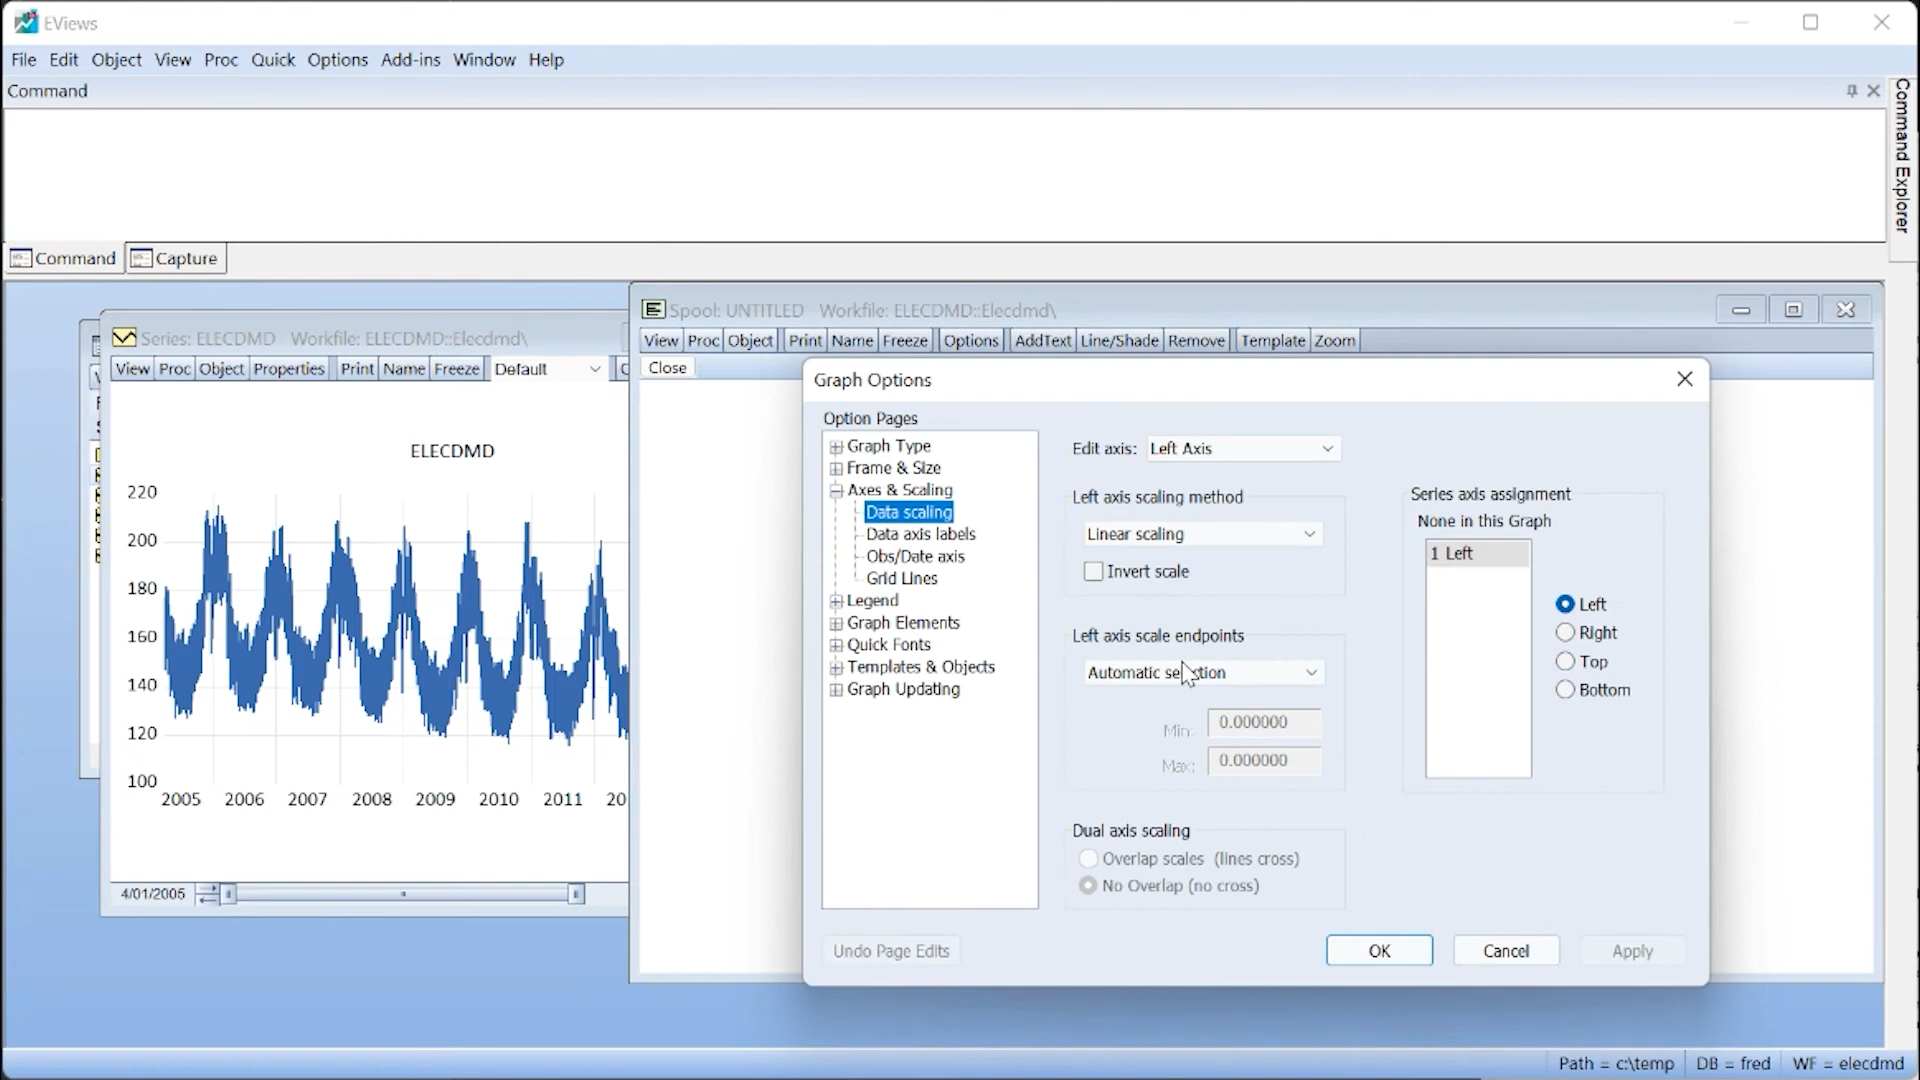 EViews
File Edit Object View Proc Quick Options Add-ins Window Help
Command
Command Explorer
Command Capture
Series: ELECDMD Workfile: ELECDMD::Elecdmd\
View Proc Object Properties Print Name Freeze Default
ELECDMD
220
200
180
160
140
120
100
2005 2006 2007 2008 2009 2010 2011 20
4/01/2005
Spool: UNTITLED Workfile: ELECDMD::Elecdmd\
View Proc Object Print Name Freeze Options AddText Line/Shade Remove Template Zoom
Close
Graph Options
Option Pages
Graph Type
Frame & Size
Axes & Scaling
Data scaling
Data axis labels
Obs/Date axis
Grid Lines
Legend
Graph Elements
Quick Fonts
Templates & Objects
Graph Updating
Edit axis: Left Axis
Left axis scaling method
Linear scaling
Invert scale
Left axis scale endpoints
Automatic selection
Min: 0.000000
Max: 0.000000
Dual axis scaling
Overlap scales (lines cross)
No Overlap (no cross)
Series axis assignment
None in this Graph
1 Left
Left
Right
Top
Bottom
Undo Page Edits
OK Cancel Apply
Path = c:\temp DB = fred WF = elecdmd